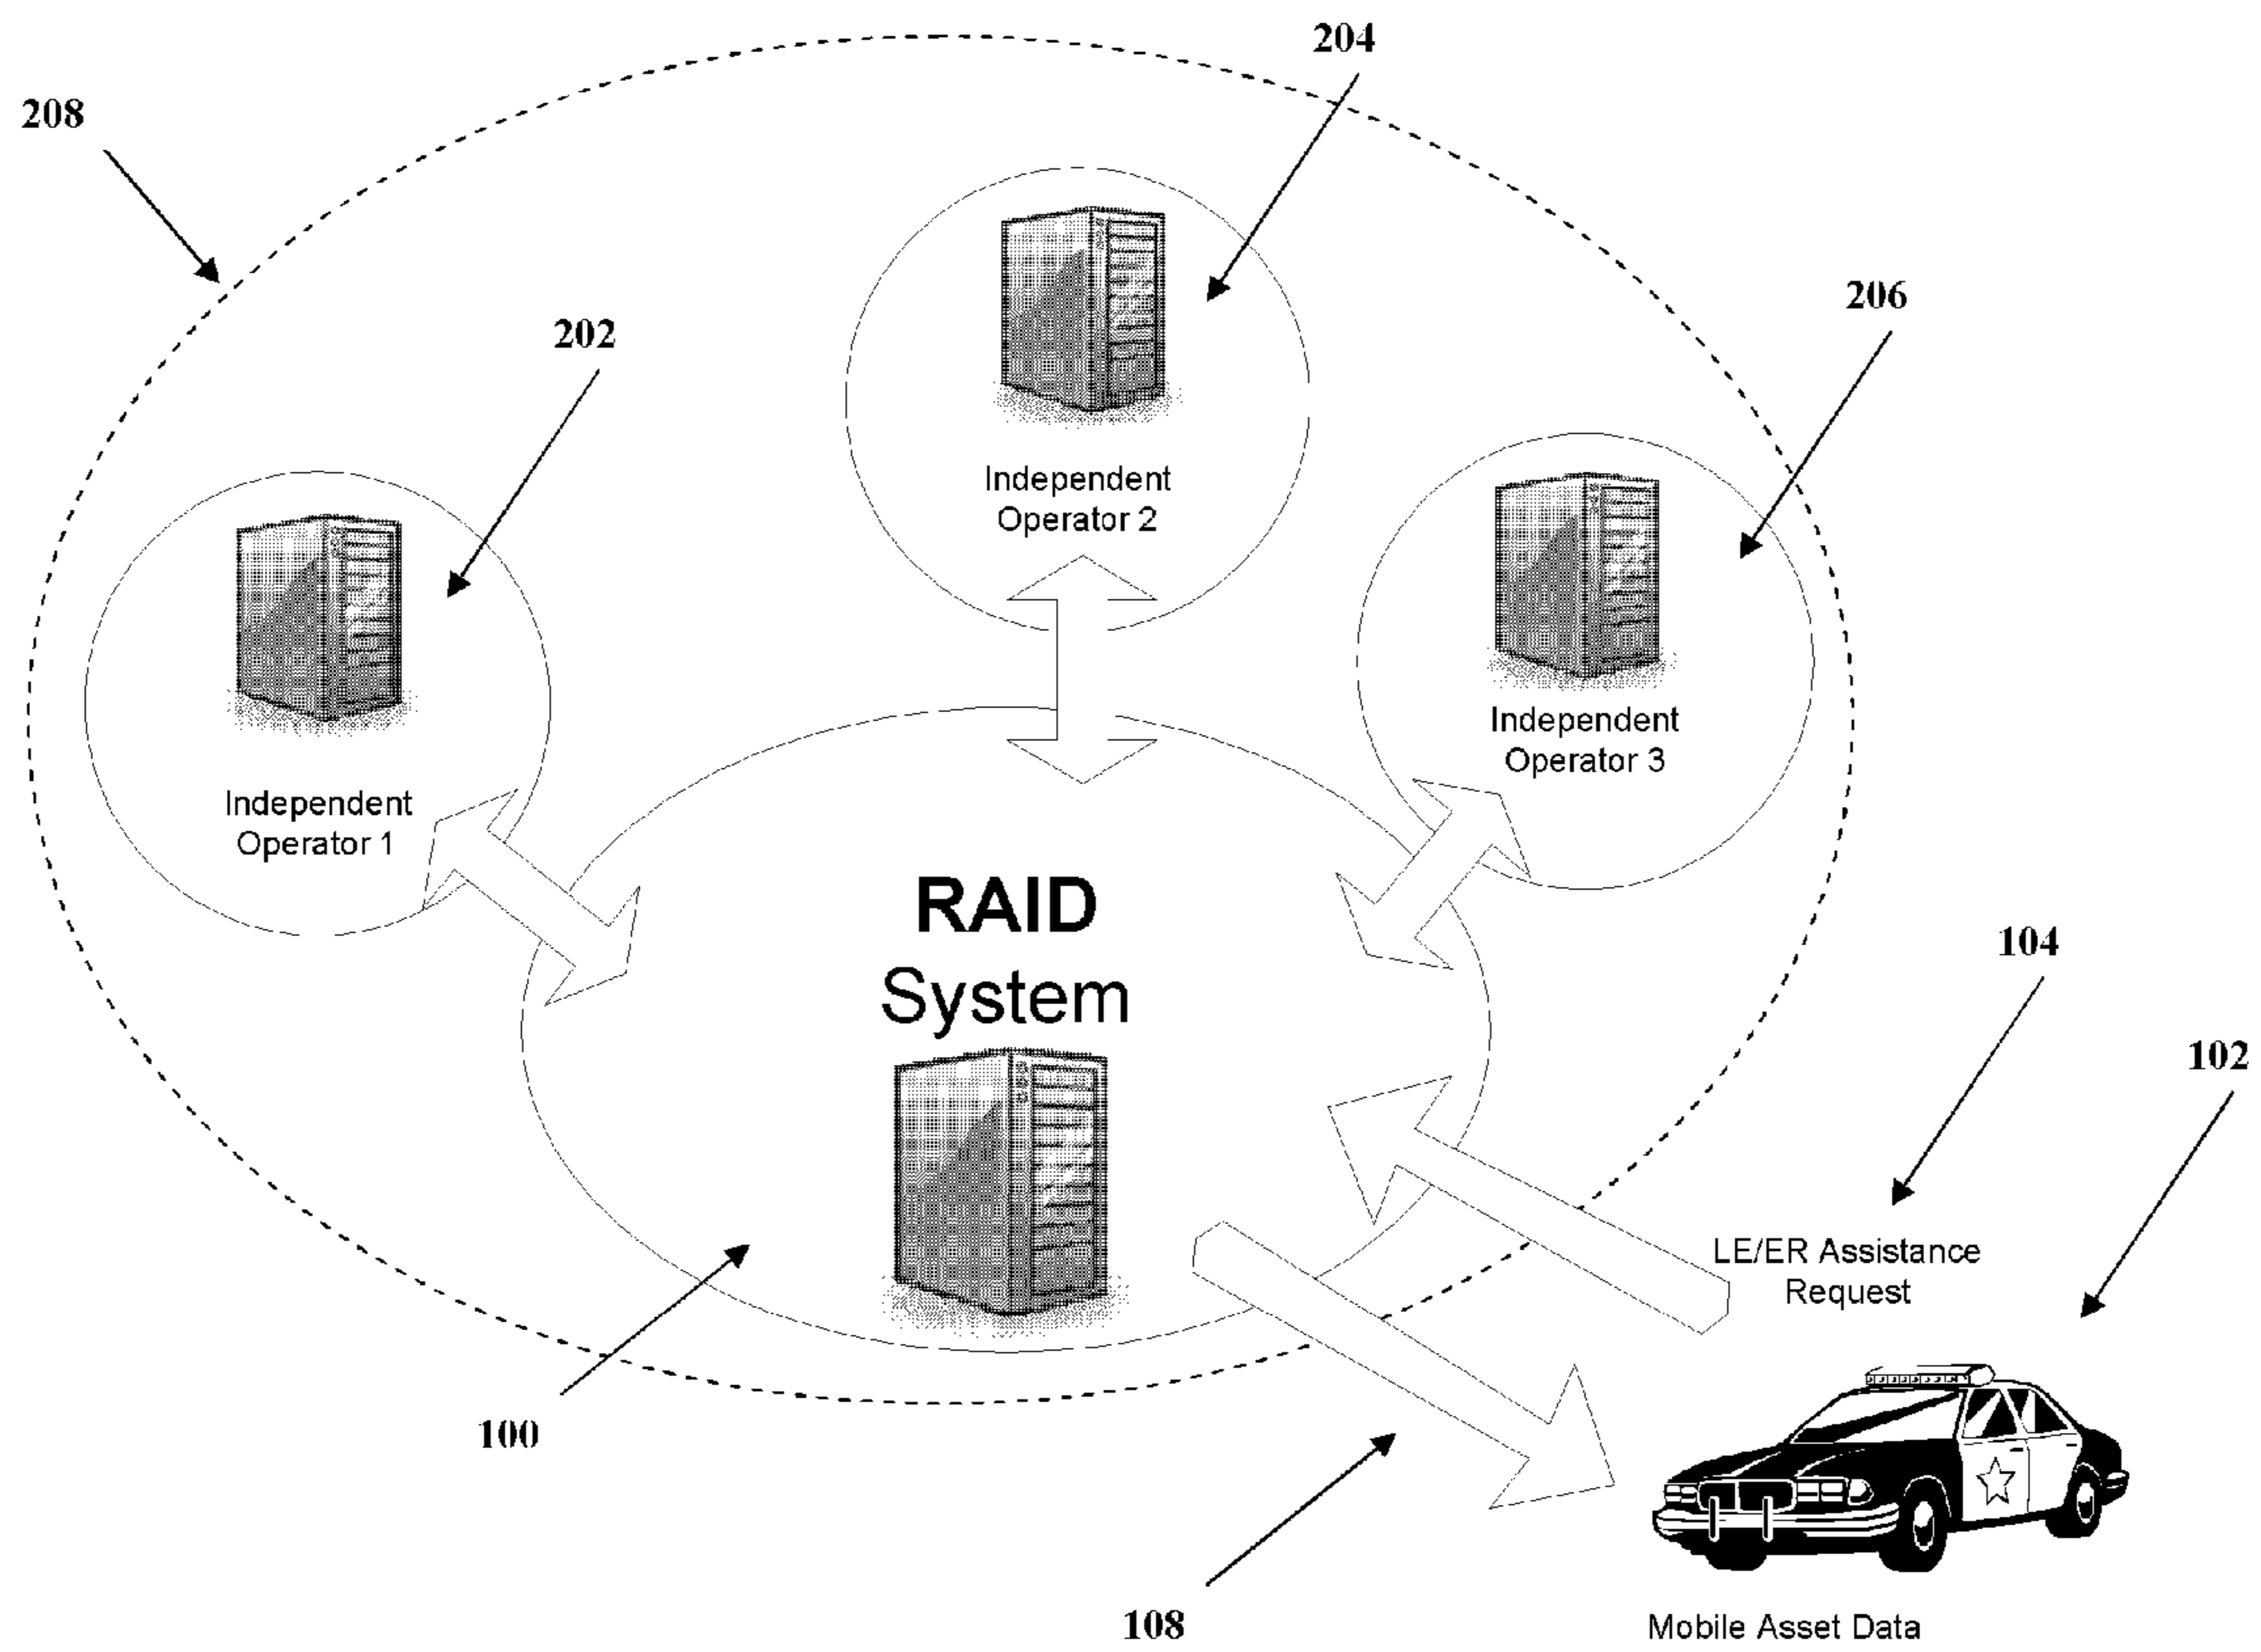 204
208
206
202
Independent
Operator 2
Independent
Operator 3
Independent
Operator 1
RAID
System
104
102
LE/ER Assistance
Request
100
108
Mobile Asset Data